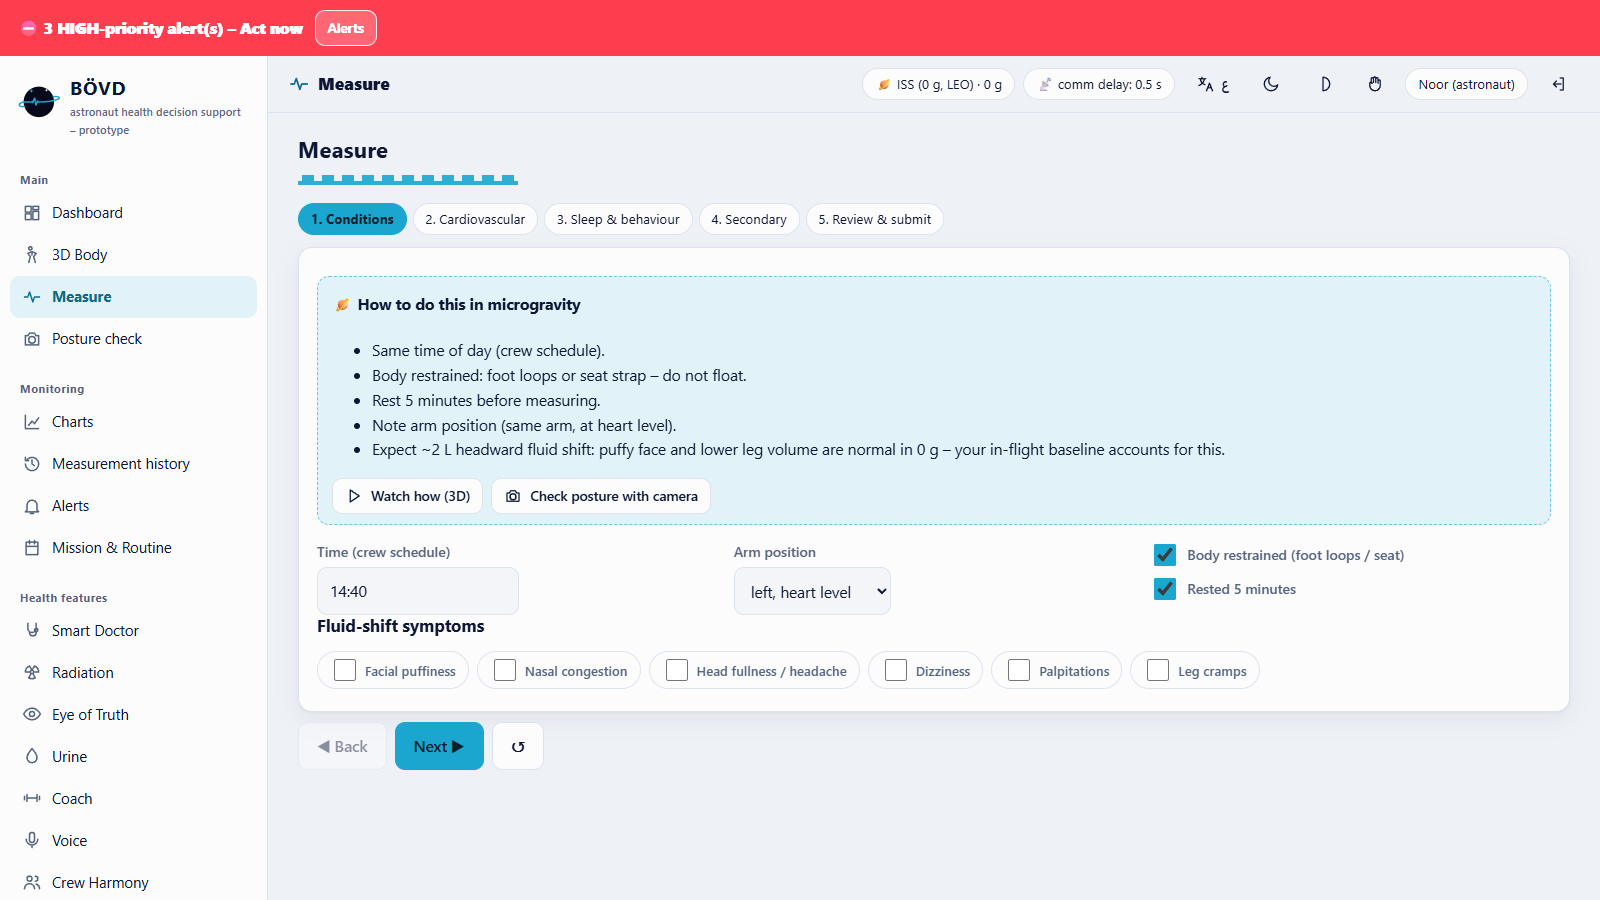 3 HIGH-priority alert(s) – Act now
Alerts
BÖVD
astronaut health decision support
– prototype
Measure
ISS (0 g, LEO) · 0 g
comm delay: 0.5 s
ع
Noor (astronaut)
Main
Dashboard
3D Body
Measure
Posture check
Monitoring
Charts
Measurement history
Alerts
Mission & Routine
Health features
Smart Doctor
Radiation
Eye of Truth
Urine
Coach
Voice
Crew Harmony
Measure
1. Conditions
2. Cardiovascular
3. Sleep & behaviour
4. Secondary
5. Review & submit
How to do this in microgravity
• Same time of day (crew schedule).
• Body restrained: foot loops or seat strap – do not float.
• Rest 5 minutes before measuring.
• Note arm position (same arm, at heart level).
• Expect ~2 L headward fluid shift: puffy face and lower leg volume are normal in 0 g – your in-flight baseline accounts for this.
Watch how (3D)
Check posture with camera
Time (crew schedule)
14:40
Arm position
left, heart level
Body restrained (foot loops / seat)
Rested 5 minutes
Fluid-shift symptoms
Facial puffiness
Nasal congestion
Head fullness / headache
Dizziness
Palpitations
Leg cramps
◀ Back
Next ▶
↺